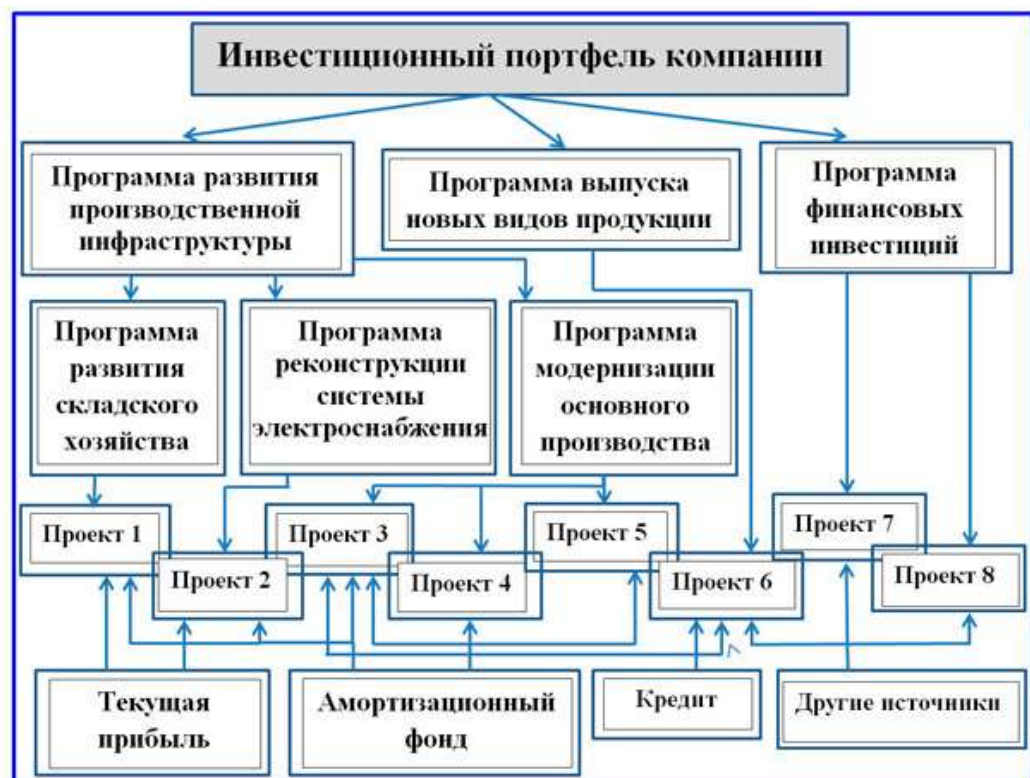 Инвестиционный портфель компании
Программа развития
производственной
инфраструктуры
Программа выпуска
новых видов продукции
Программа
финансовых
инвестиций
Программа
развития
складского
хозяйства
Программа
реконструкции
системы
электроснабжения
Программа
модернизации
основного
производства
Проект 1
Проект 2
Проект 3
Проект 4
Проект 5
Проект 6
Проект 7
Проект 8
Текущая
прибыль
Амортизационный
фонд
Кредит
Другие источники